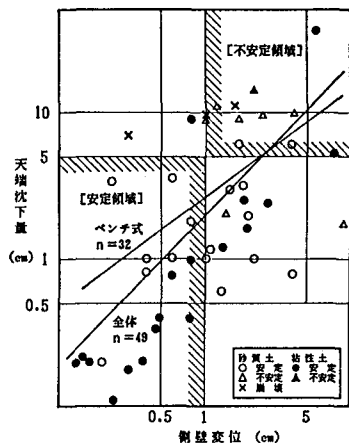 [不安定傾域]
10
5
天端沈下量
(cm)
[安定傾域]
ベンチ式
n=32
1
0.5
全体
n=49
砂質土 粘性土
○ 安定 ● 安定
△ 不安定 ▲ 不安定
× 崩壊
0.5 1 5
側壁変位 (cm)